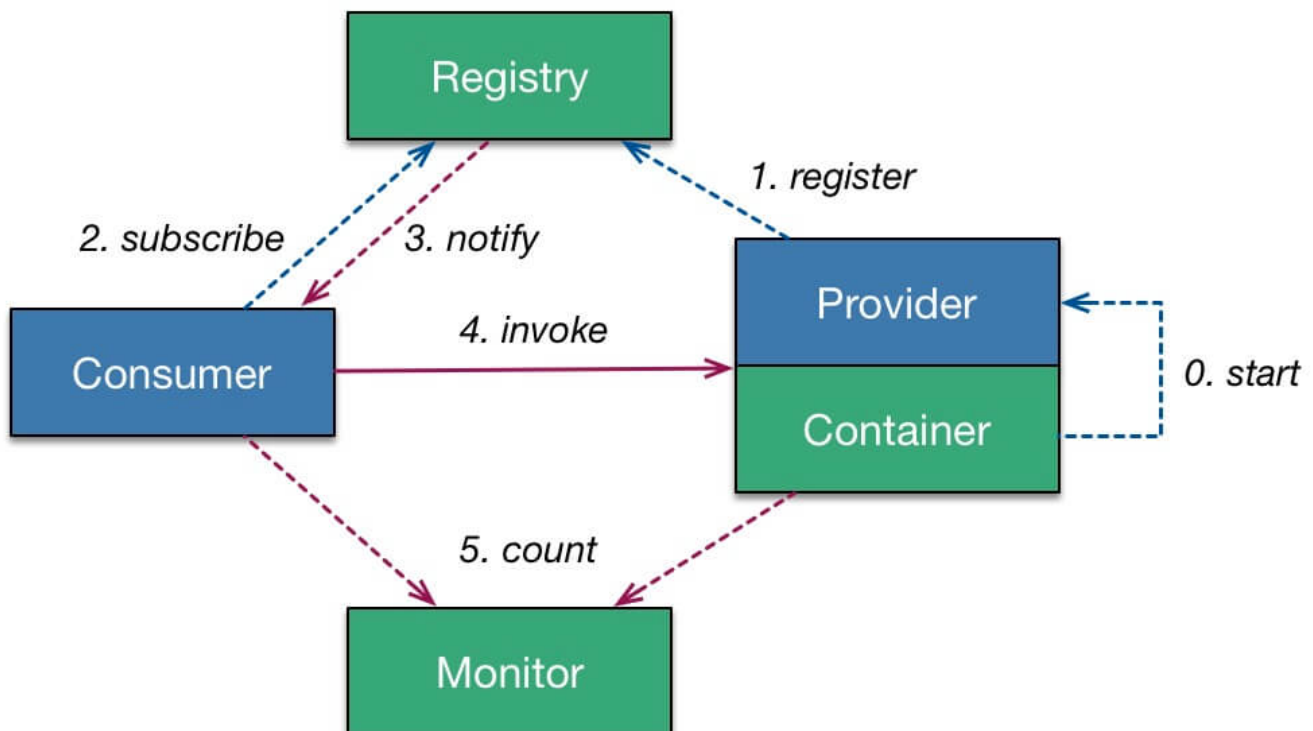 Registry
1. register
2. subscribe
3. notify
Provider
4. invoke
Consumer
0. start
Container
5. count
Monitor